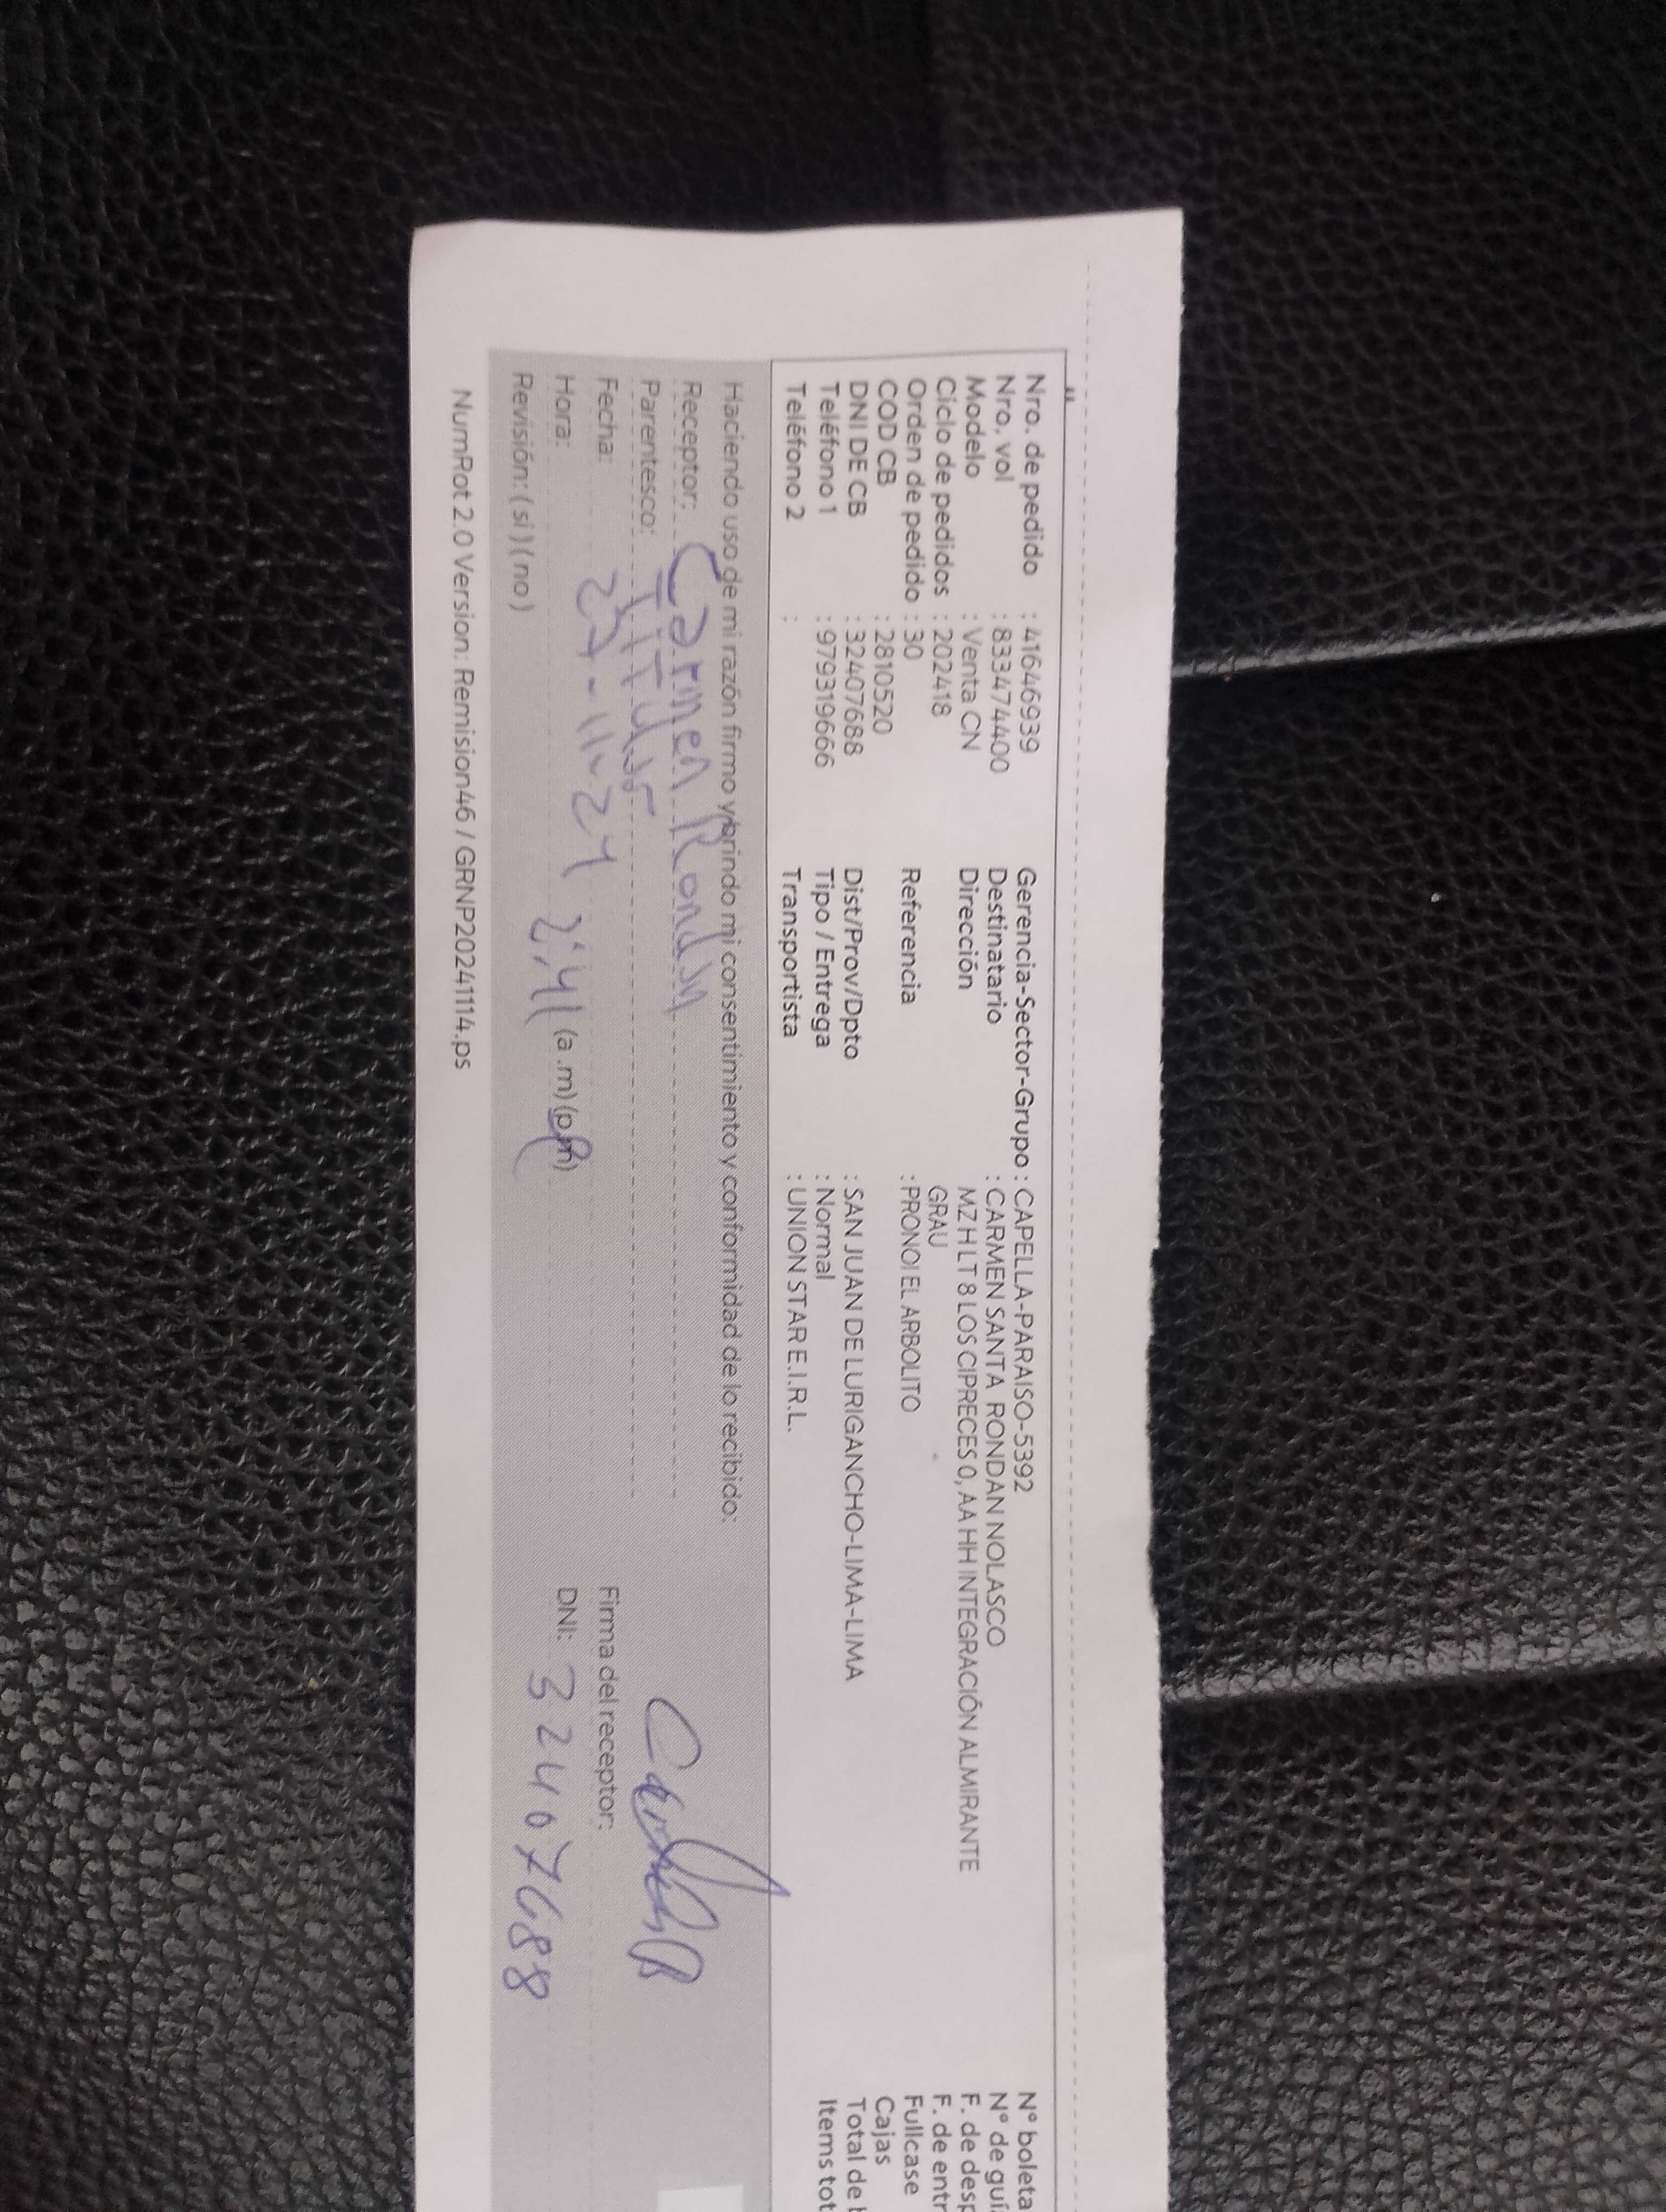 Nro. de pedido : 41646939
Nro. vol : 833474400
Modelo : Venta CN
Ciclo de pedidos : 202418
Orden de pedido : 30
COD CB : 2810520
DNI DE CB : 32407688
Teléfono 1 : 979319666
Teléfono 2 :
Gerencia-Sector-Grupo : CAPELLA-PARAISO-5392
Destinatario : CARMEN SANTA RONDAN NOLASCO
Dirección MZ H LT 8 LOS CIPRECES 0, AA HH INTEGRACIÓN ALMIRANTE
GRAU
Referencia : PRONOI EL ARBOLITO
Dist/Prov/Dpto : SAN JUAN DE LURIGANCHO-LIMA-LIMA
Tipo / Entrega : Normal
Transportista : UNION STAR E.I.R.L.
N° boleta
N° de guí
F. de desp
F. de entr
Fullcase
Cajas
Total de
Items tot
Haciendo uso de mi razón firmo y brindo mi consentimiento y conformidad de lo recibido:
Receptor: Carmen Rondan
Parentesco:
Fecha: 27-11-24
Hora: 2:41 (a.m) (p.m)
Revisión: ( si ) ( no )
Firma del receptor:
DNI: 32407688
NumRot 2.0 Version: Remision46 / GRNP20241114.ps